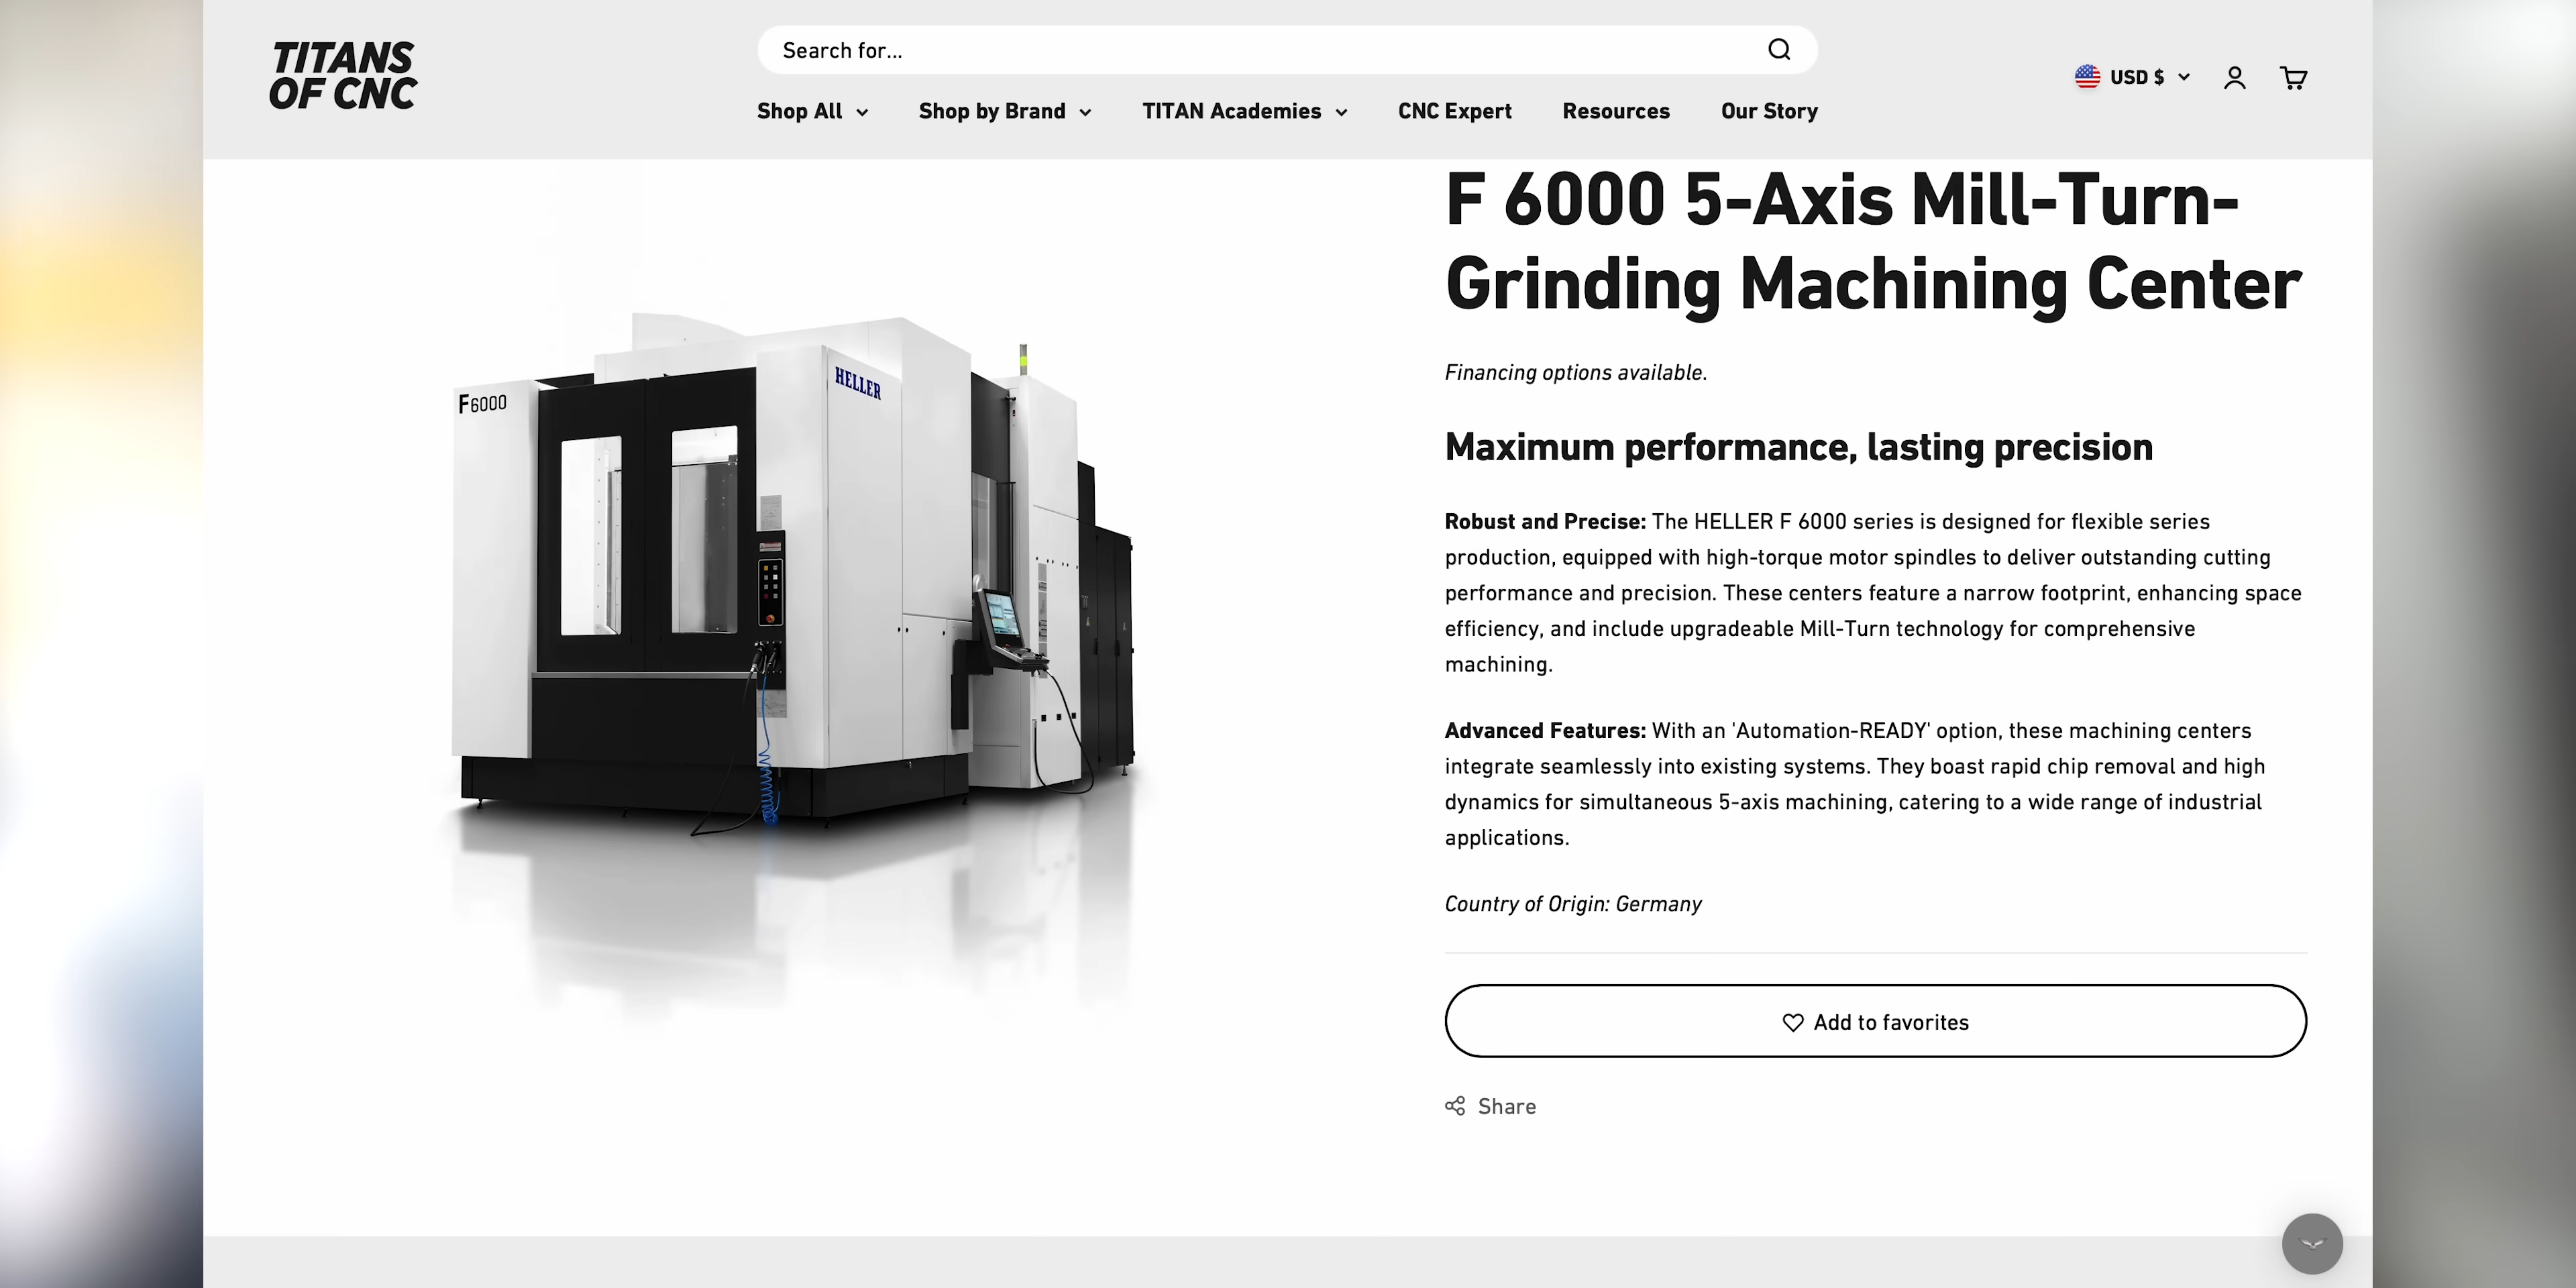 TITANS
OF CNC
Search for...
Shop All
Shop by Brand
TITAN Academies
CNC Expert
Resources
Our Story
USD $
F 6000 5-Axis Mill-Turn-
Grinding Machining Center
Financing options available.
Maximum performance, lasting precision
Robust and Precise: The HELLER F 6000 series is designed for flexible series
production, equipped with high-torque motor spindles to deliver outstanding cutting
performance and precision. These centers feature a narrow footprint, enhancing space
efficiency, and include upgradeable Mill-Turn technology for comprehensive
machining.
Advanced Features: With an 'Automation-READY' option, these machining centers
integrate seamlessly into existing systems. They boast rapid chip removal and high
dynamics for simultaneous 5-axis machining, catering to a wide range of industrial
applications.
Country of Origin: Germany
Add to favorites
Share
F6000
HELLER